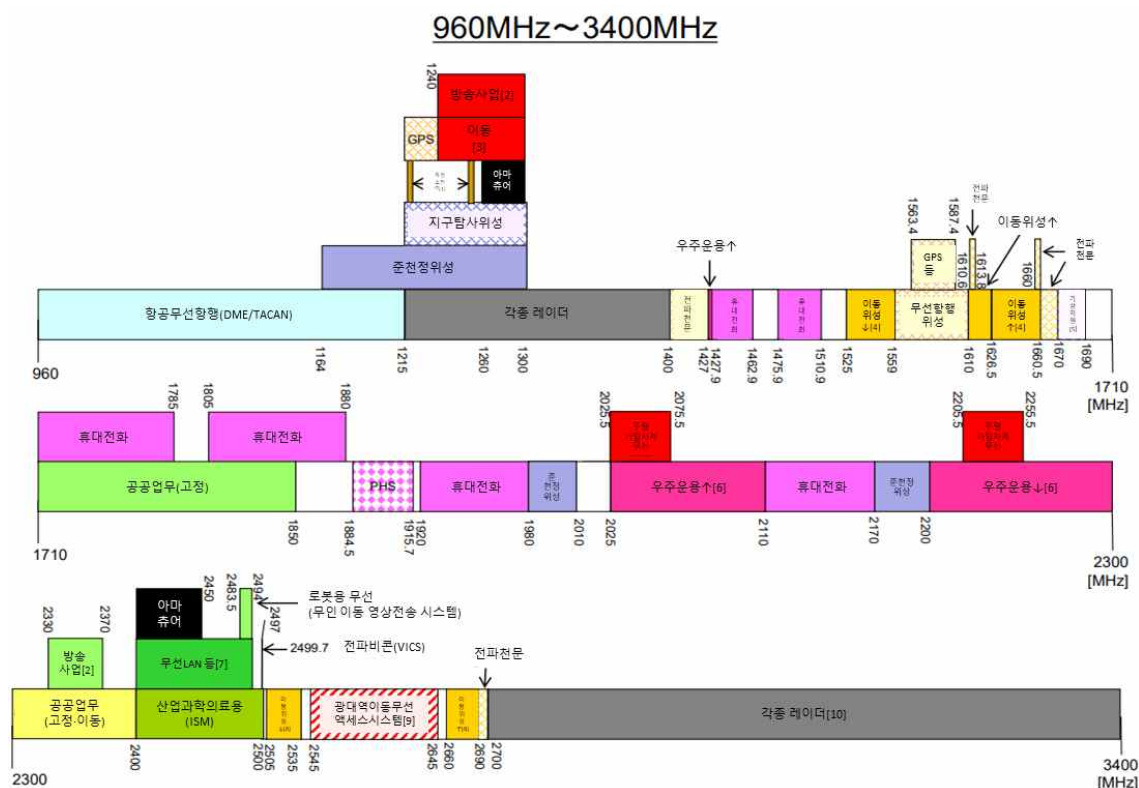 960MHz～3400MHz
1240
방송사업[2]
GPS
이동
[3]
아마
츄어
지구탐사위성
준천정위성
우주운용↑
1563.4
1587.4
전파
천문
이동위성↑
GPS
등
1610.6
1613.8
1660
전파
천문
항공무선항행(DME/TACAN)
각종 레이더
전파천문
휴대
전화
휴대
전화
이동
위성
↓[4]
무선항행
위성
이동
위성
↑[4]
960
1164
1215
1260
1300
1400
1427
1427.9
1462.9
1475.9
1510.9
1525
1559
1610
1626.5
1660.5
1670
1690
1710
[MHz]
1785
1805
1880
2025.5
2075.5
2205.5
2255.5
휴대전화
휴대전화
공공업무(고정)
PHS
휴대전화
준
천정
위성
우주운용↑[6]
휴대전화
준천정
위성
우주운용↓[6]
1710
1850
1884.5
1915.7
1920
1980
2010
2025
2110
2170
2200
2300
[MHz]
2330
2370
아마
츄어
2450
2483.5
2494
2497
로봇용 무선
(무인 이동 영상전송 시스템)
방송
사업[2]
무선LAN 등[7]
2499.7
전파비콘(VICS)
전파천문
공공업무
(고정·이동)
산업과학의료용
(ISM)
광대역이동무선
액세스시스템[9]
각종 레이더[10]
2300
2400
2500
2505
2535
2545
2645
2660
2690
2700
3400
[MHz]